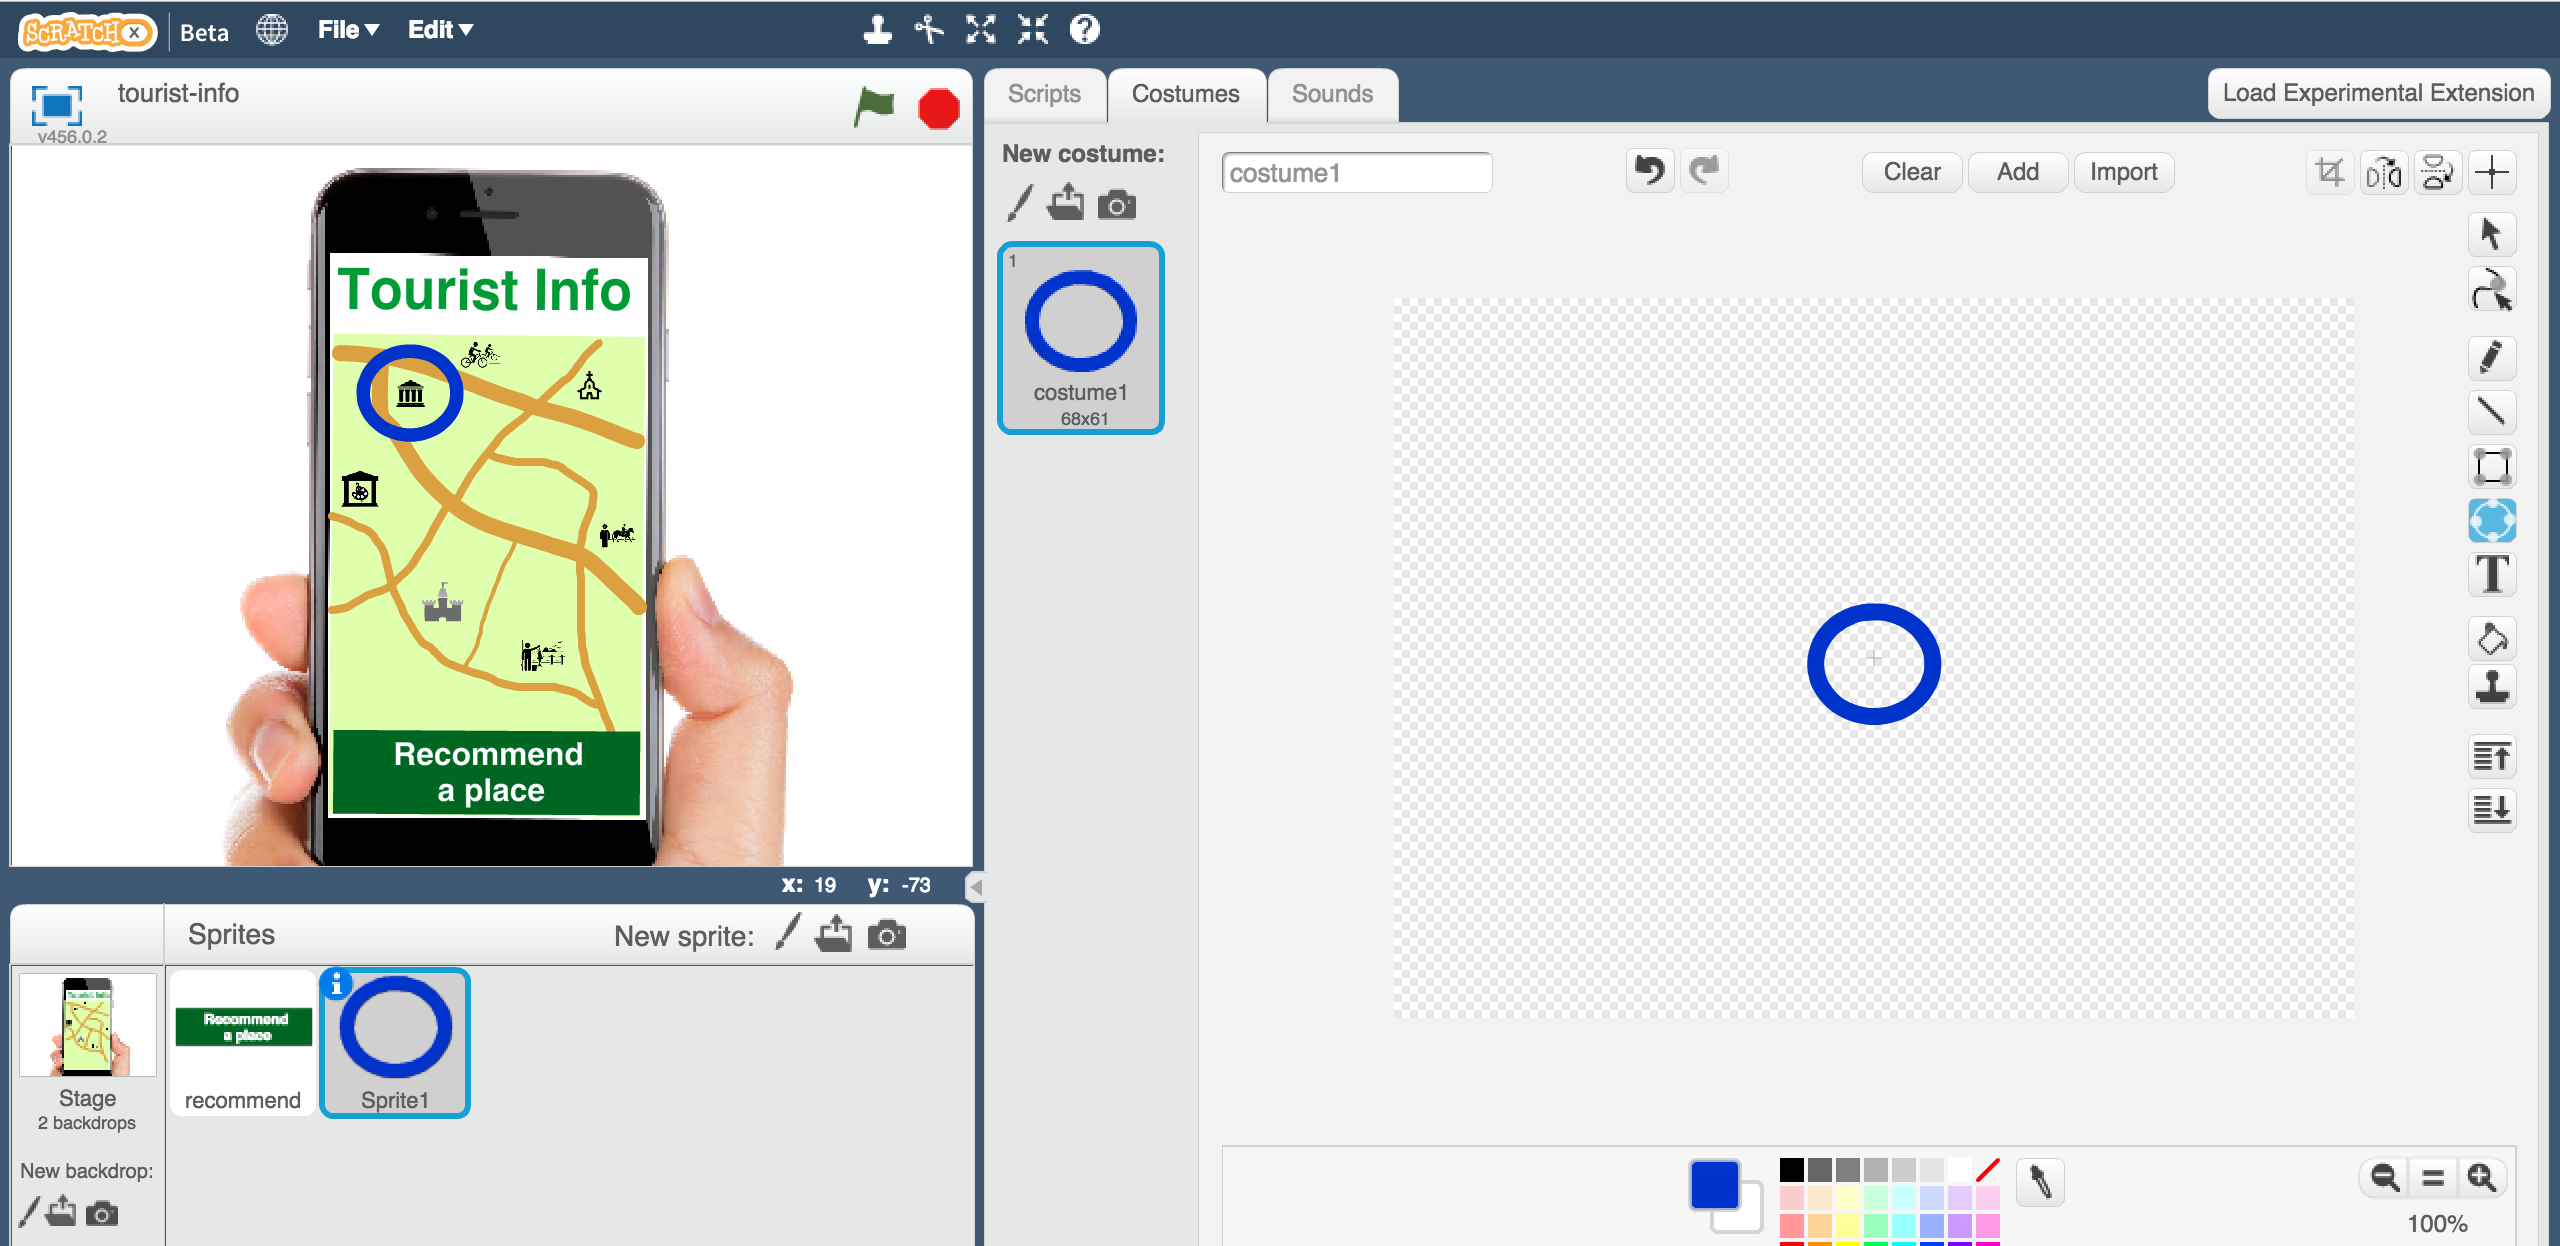 SCRATCHX Beta File Edit
tourist-info
v456.0.2
Scripts Costumes Sounds
Load Experimental Extension
New costume:
costume1
Clear Add Import
1
costume1
68x61
Tourist Info
Recommend
a place
x: 19 y: -73
Sprites New sprite:
Recommend
a place
recommend
Sprite1
Stage
2 backdrops
New backdrop:
100%